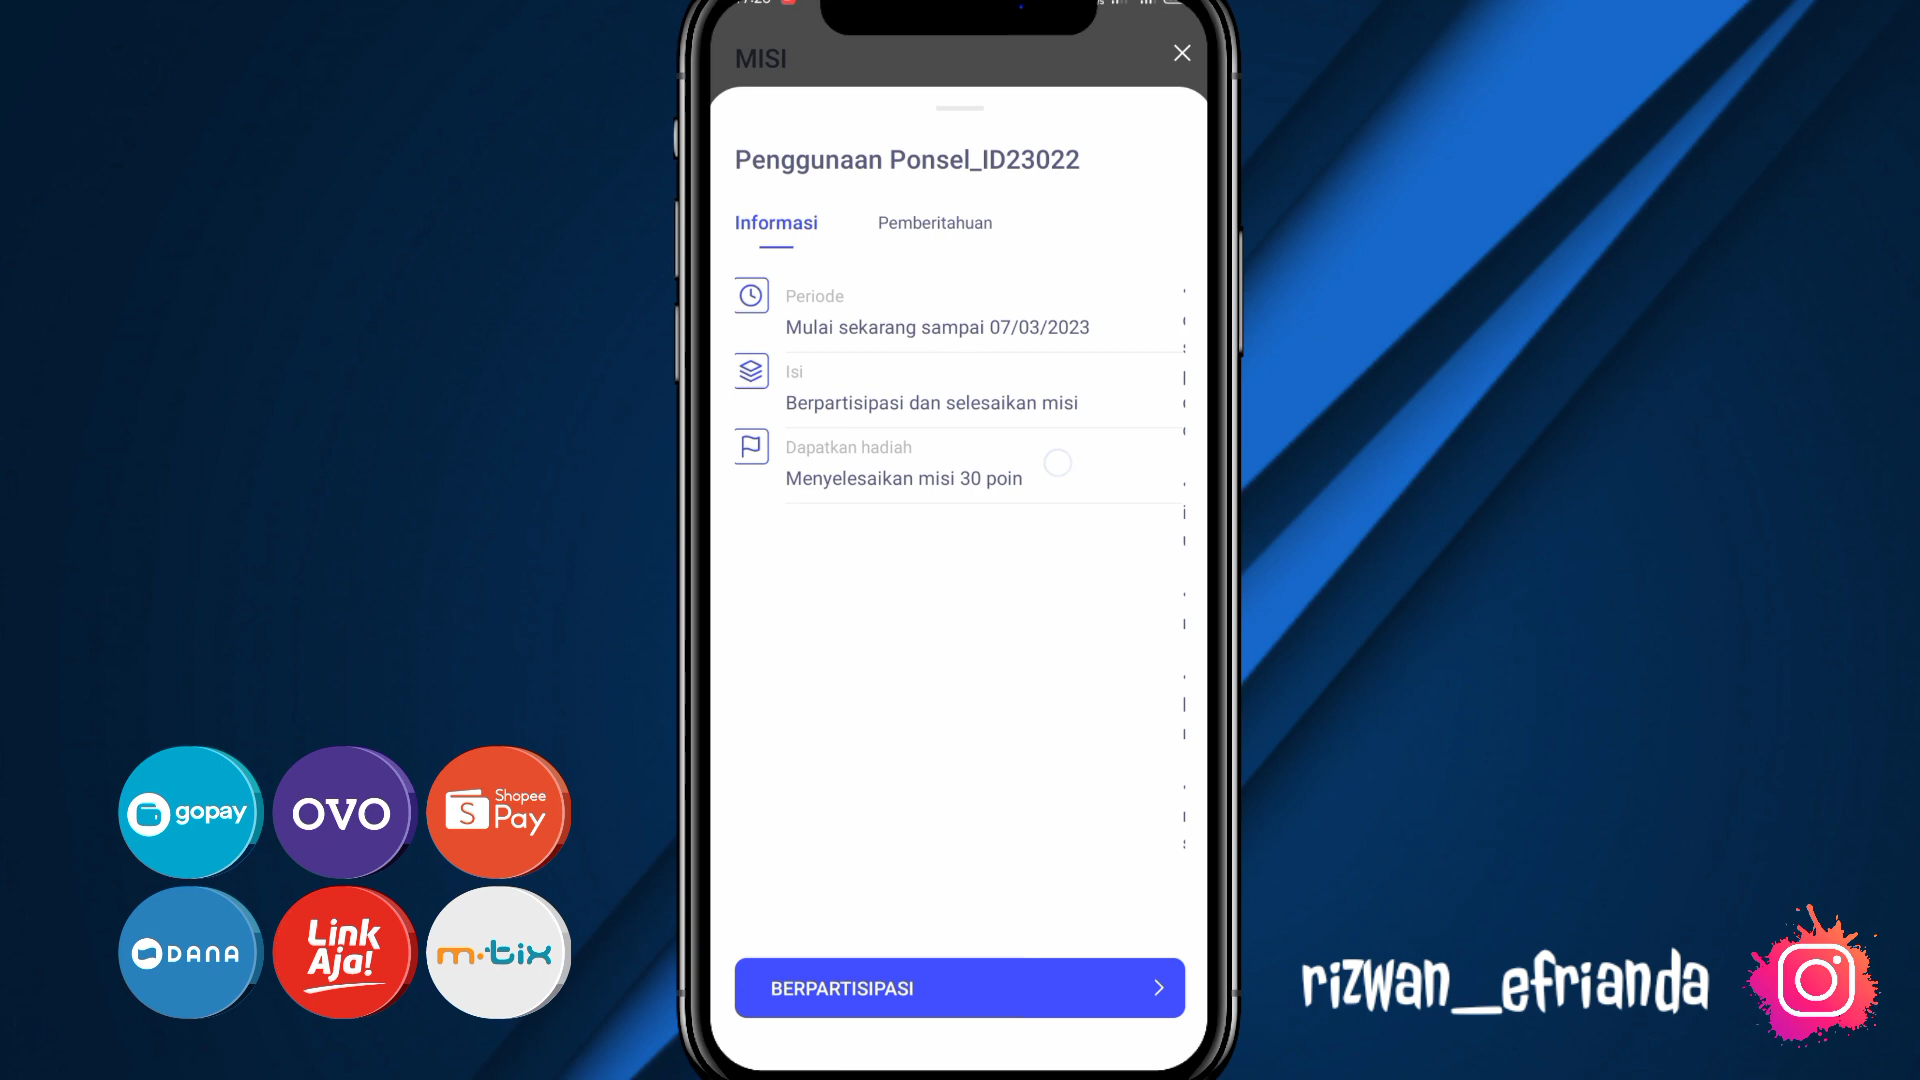 MISI
Penggunaan Ponsel_ID23022
Informasi
Pemberitahuan
Periode
Mulai sekarang sampai 07/03/2023
Isi
Berpartisipasi dan selesaikan misi
Dapatkan hadiah
Menyelesaikan misi 30 poin
BERPARTISIPASI
gopay
OVO
S
Shopee
Pay
DANA
Link
Aja!
m.tix
rizwan__efrianda